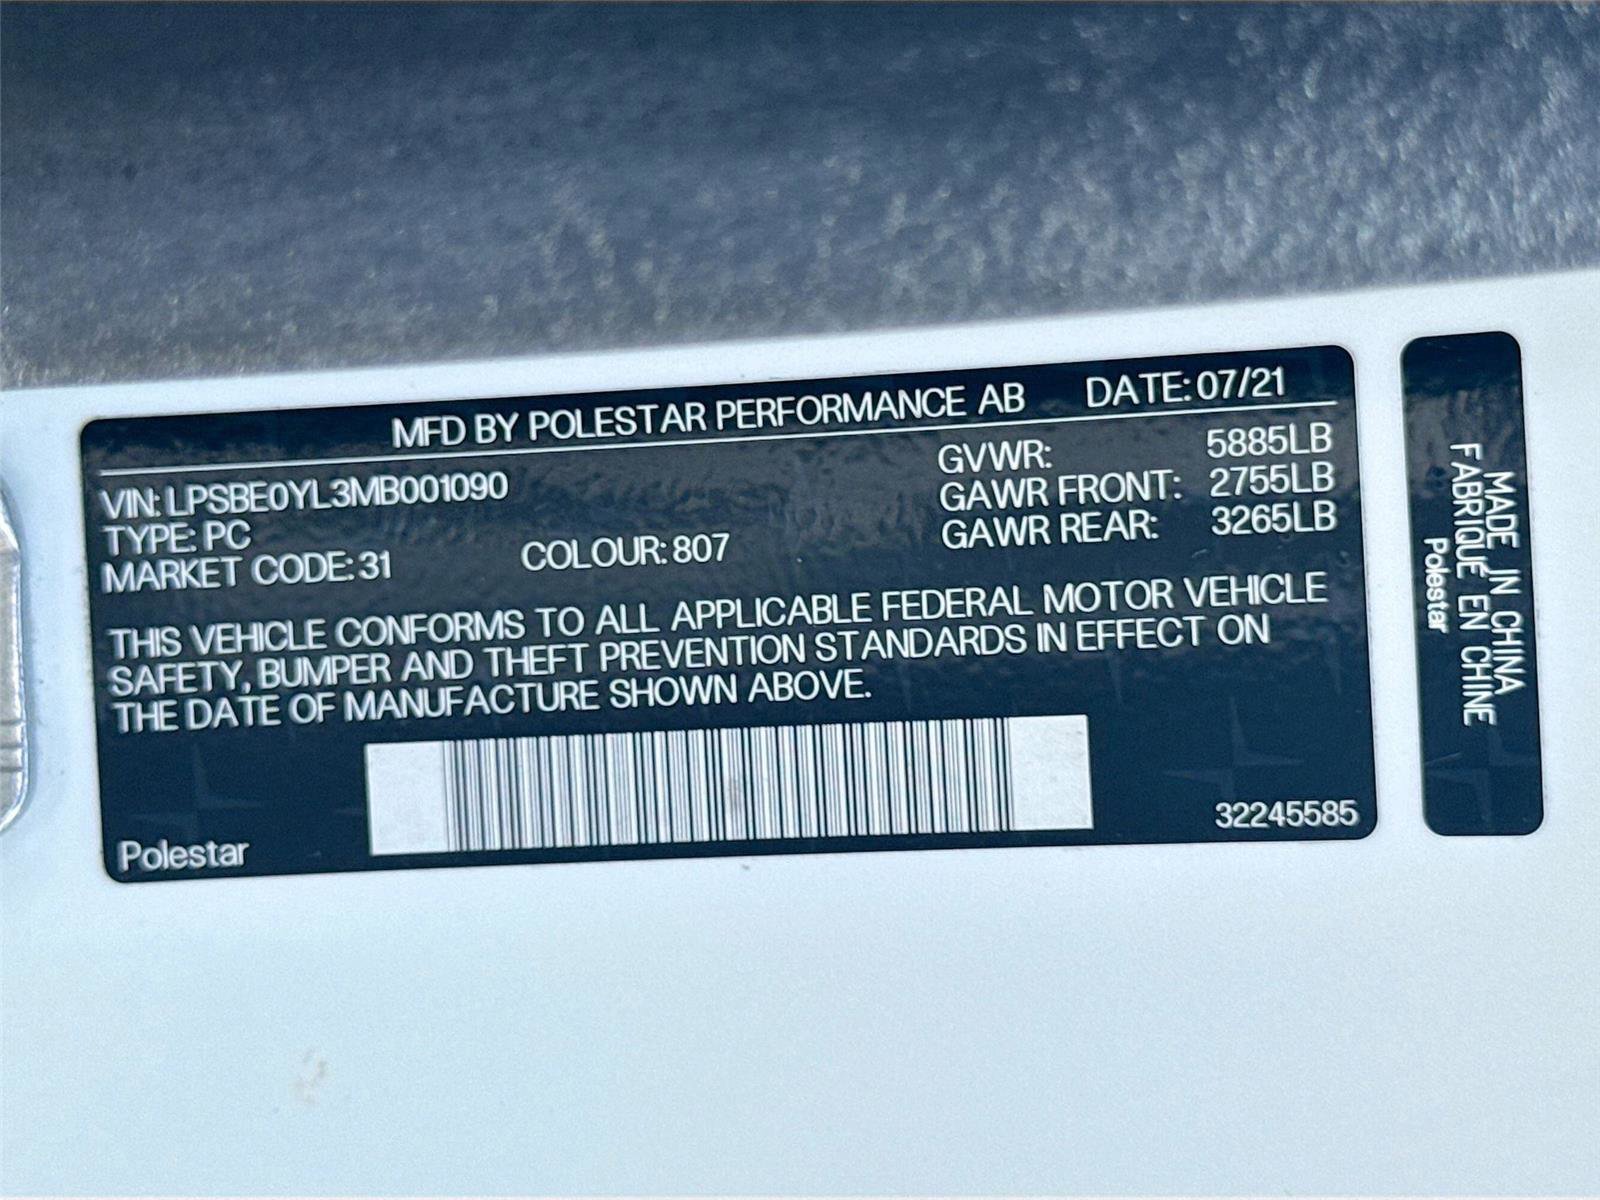 MFD BY POLESTAR PERFORMANCE AB DATE: 07/21
VIN: LPSBE0YL3MB001090
TYPE: PC
MARKET CODE: 31 COLOUR: 807
GVWR: 5885LB
GAWR FRONT: 2755LB
GAWR REAR: 3265LB
THIS VEHICLE CONFORMS TO ALL APPLICABLE FEDERAL MOTOR VEHICLE
SAFETY, BUMPER AND THEFT PREVENTION STANDARDS IN EFFECT ON
THE DATE OF MANUFACTURE SHOWN ABOVE.
Polestar
32245585
MADE IN CHINA
FABRIQUÉ EN CHINE
Polestar